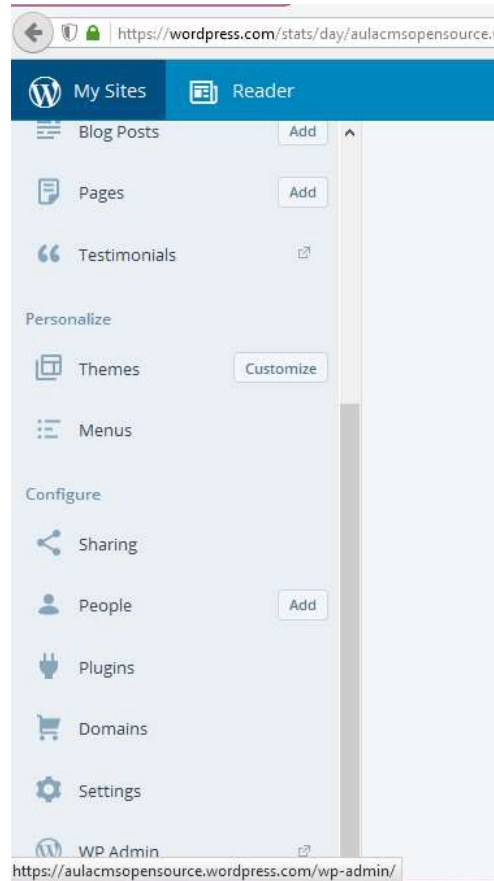 https://wordpress.com/stats/day/aulacmsopensource.
My Sites Reader
Blog Posts Add
Pages Add
Testimonials
Personalize
Themes Customize
Menus
Configure
Sharing
People Add
Plugins
Domains
Settings
WP Admin
https://aulacmsopensource.wordpress.com/wp-admin/